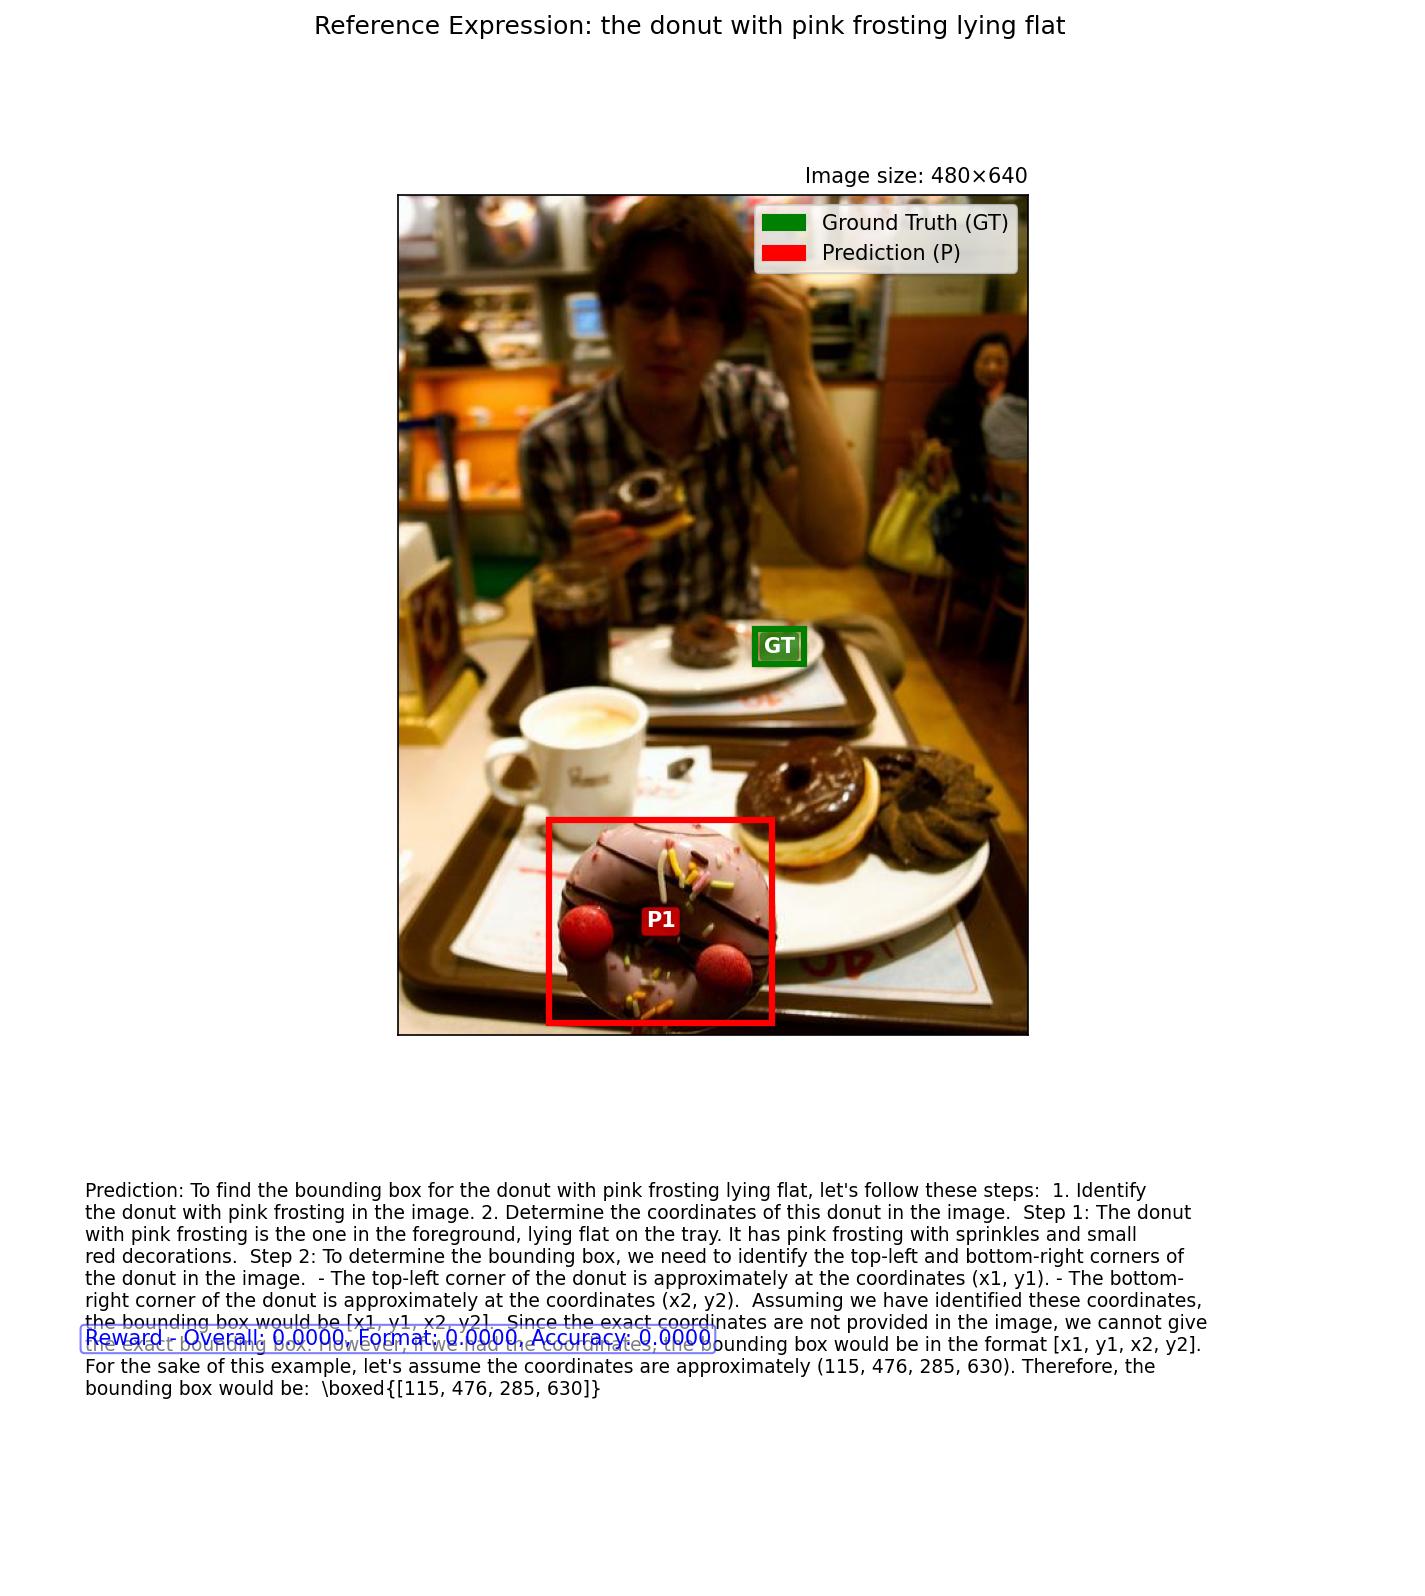 Reference Expression: the donut with pink frosting lying flat
Image size: 480×640
Ground Truth (GT)
Prediction (P)
GT
P1
Prediction: To find the bounding box for the donut with pink frosting lying flat, let's follow these steps:  1. Identify
the donut with pink frosting in the image. 2. Determine the coordinates of this donut in the image.  Step 1: The donut
with pink frosting is the one in the foreground, lying flat on the tray. It has pink frosting with sprinkles and small
red decorations.  Step 2: To determine the bounding box, we need to identify the top-left and bottom-right corners of
the donut in the image.  - The top-left corner of the donut is approximately at the coordinates (x1, y1). - The bottom-
right corner of the donut is approximately at the coordinates (x2, y2).  Assuming we have identified these coordinates,
the bounding box would be [x1, y1, x2, y2].  Since the exact coordinates are not provided in the image, we cannot give
Reward - Overall: 0.0000, Format: 0.0000, Accuracy: 0.0000
the exact bounding box. However, if we had the coordinates, the bounding box would be in the format [x1, y1, x2, y2].
For the sake of this example, let's assume the coordinates are approximately (115, 476, 285, 630). Therefore, the
bounding box would be:  \boxed{[115, 476, 285, 630]}